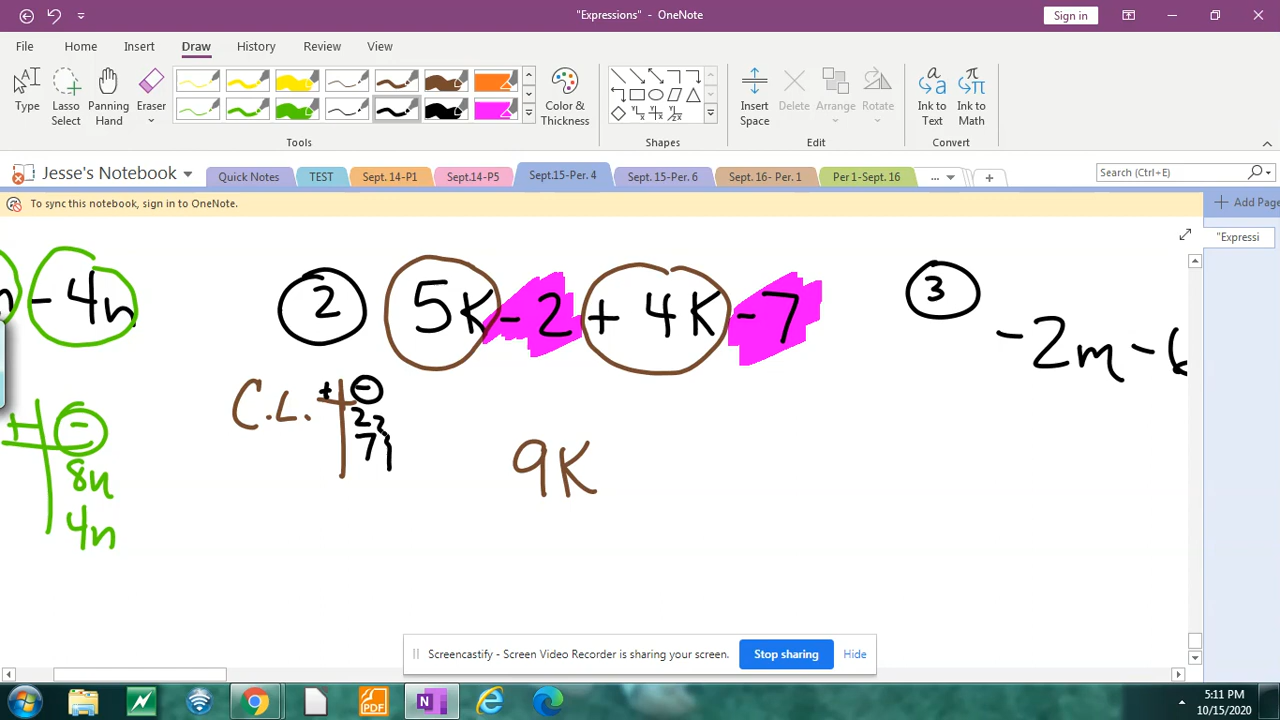 "Expressions" - OneNote
Sign in
File Home Insert Draw History Review View
Type
Lasso Select
Panning Hand
Eraser
Color & Thickness
Insert Space
Delete
Arrange
Rotate
Ink to Text
Ink to Math
Tools
Shapes
Edit
Convert
Jesse's Notebook
Quick Notes
TEST
Sept. 14-P1
Sept.14-P5
Sept.15-Per. 4
Sept. 15-Per. 6
Sept. 16- Per. 1
Per 1-Sept. 16
...
Search (Ctrl+E)
To sync this notebook, sign in to OneNote.
Add Page
"Expressi
- 4n
2
5K - 2 + 4K - 7
3
-2m - 6
C.L. + -
2
7
+ -
8n
4n
9K
Screencastify - Screen Video Recorder is sharing your screen.
Stop sharing
Hide
5:11 PM
10/15/2020
PDF